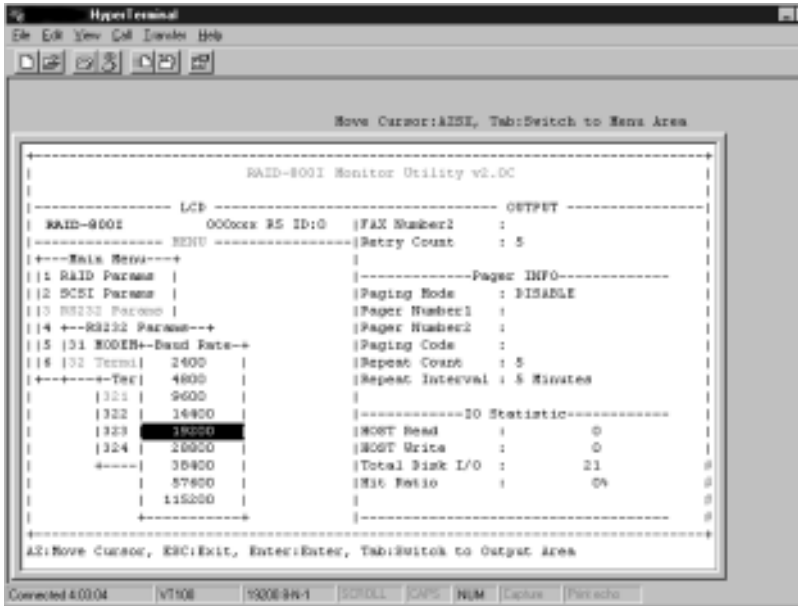 HyperTerminal
File Edit View Call Transfer Help
Move Cursor:AZSX, Tab:Switch to Menu Area
RAID-800I Monitor Utility v2.0C
LCD
OUTPUT
RAID-800I 000xxx R5 ID:0
FAX Number2 :
MENU
Retry Count : 5
Main Menu
1 RAID Params
Pager INFO
2 SCSI Params
Paging Mode : DISABLE
3 RS232 Params
Pager Number1 :
4 RS232 Params
Pager Number2 :
5 31 MODEM Baud Rate
Paging Code :
6 32 Termi 2400
Repeat Count : 5
Ter 4800
Repeat Interval : 5 Minutes
321 9600
322 14400
IO Statistic
323 19200
HOST Read : 0
324 28800
HOST Write : 0
38400
Total Disk I/O : 21
57600
Hit Ratio : 0%
115200
AZ:Move Cursor, ESC:Exit, Enter:Enter, Tab:Switch to Output Area
Connected 4:03:04 VT100 19200 8-N-1 SCROLL CAPS NUM Capture Print echo